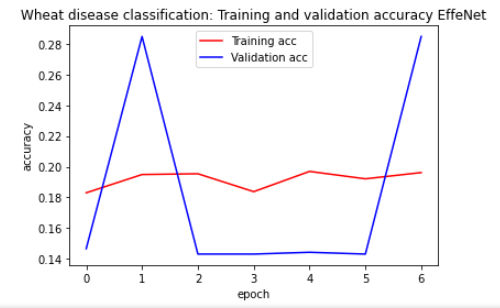 Wheat disease classification: Training and validation accuracy EffeNet
Training acc
Validation acc
0.28
0.26
0.24
0.22
0.20
0.18
0.16
0.14
accuracy
0 1 2 3 4 5 6
epoch